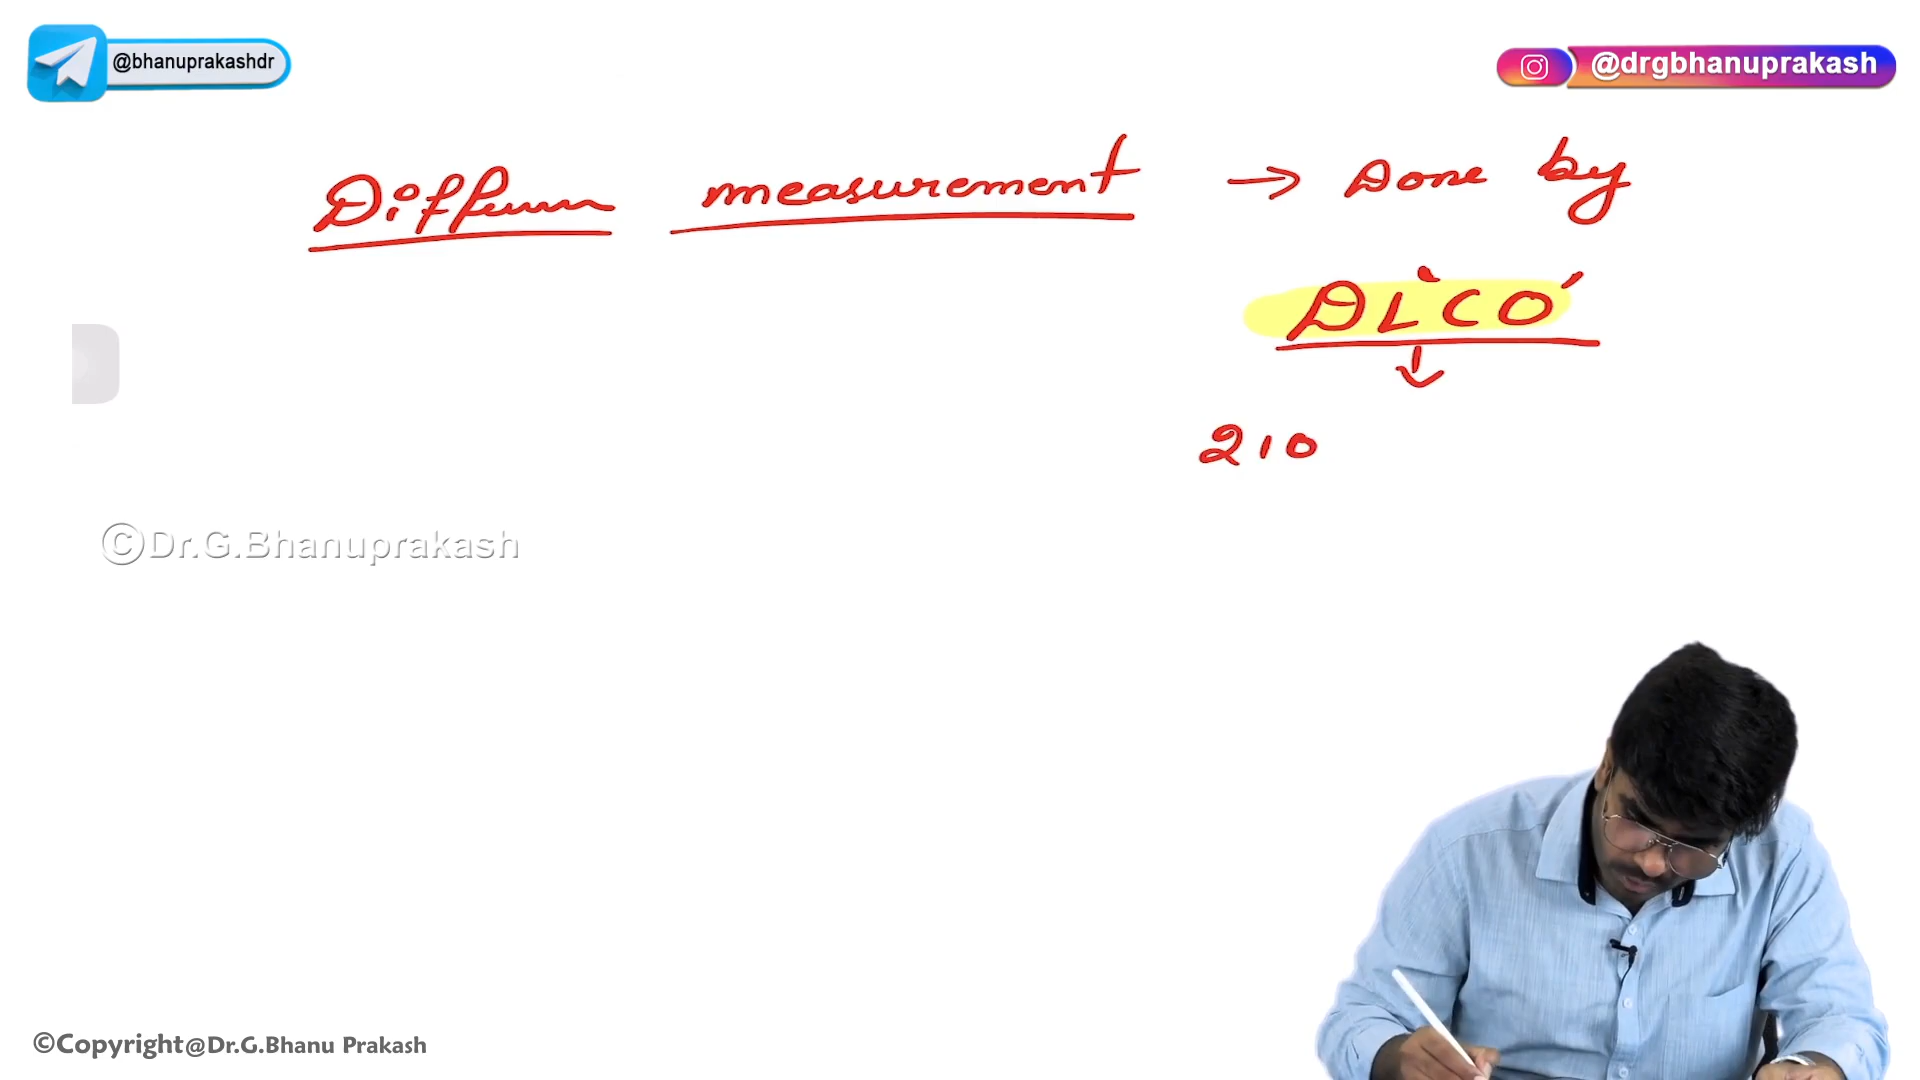 @bhanuprakashdr
@drgbhanuprakash
Diffusion measurement → Done by
DLCO
↓
210
©Dr.G.Bhanuprakash
©Copyright@Dr.G.Bhanu Prakash